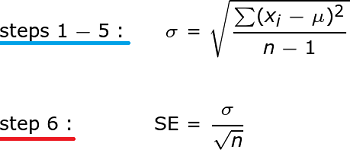 steps 1 – 5 : σ = √(∑(xᵢ – μ)² / (n – 1))
step 6 : SE = σ / √n